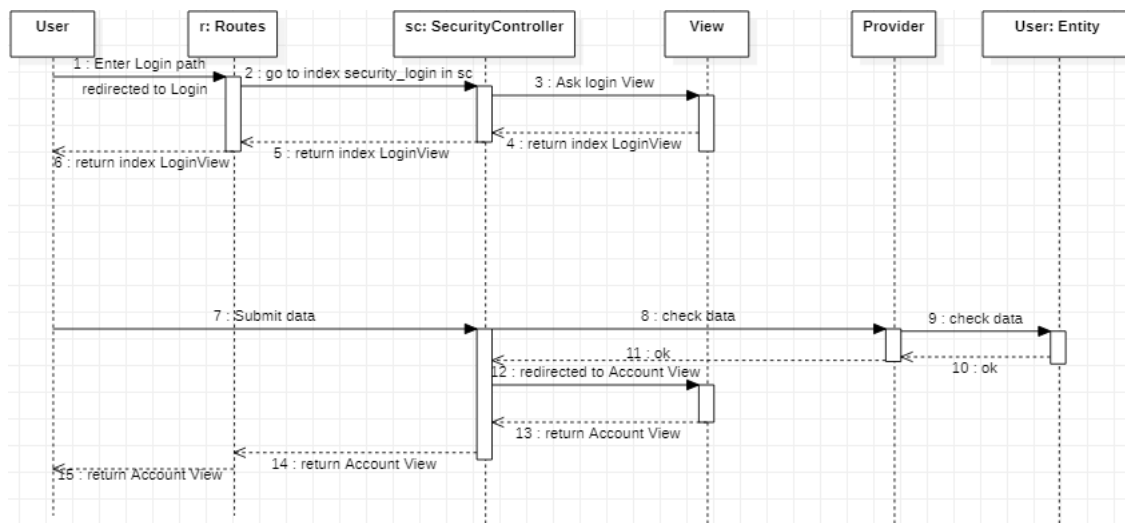 User
r: Routes
sc: SecurityController
View
Provider
User: Entity
1 : Enter Login path
redirected to Login
2 : go to index security_login in sc
3 : Ask login View
4 : return index LoginView
5 : return index LoginView
6 : return index LoginView
7 : Submit data
8 : check data
9 : check data
10 : ok
11 : ok
12 : redirected to Account View
13 : return Account View
14 : return Account View
15 : return Account View